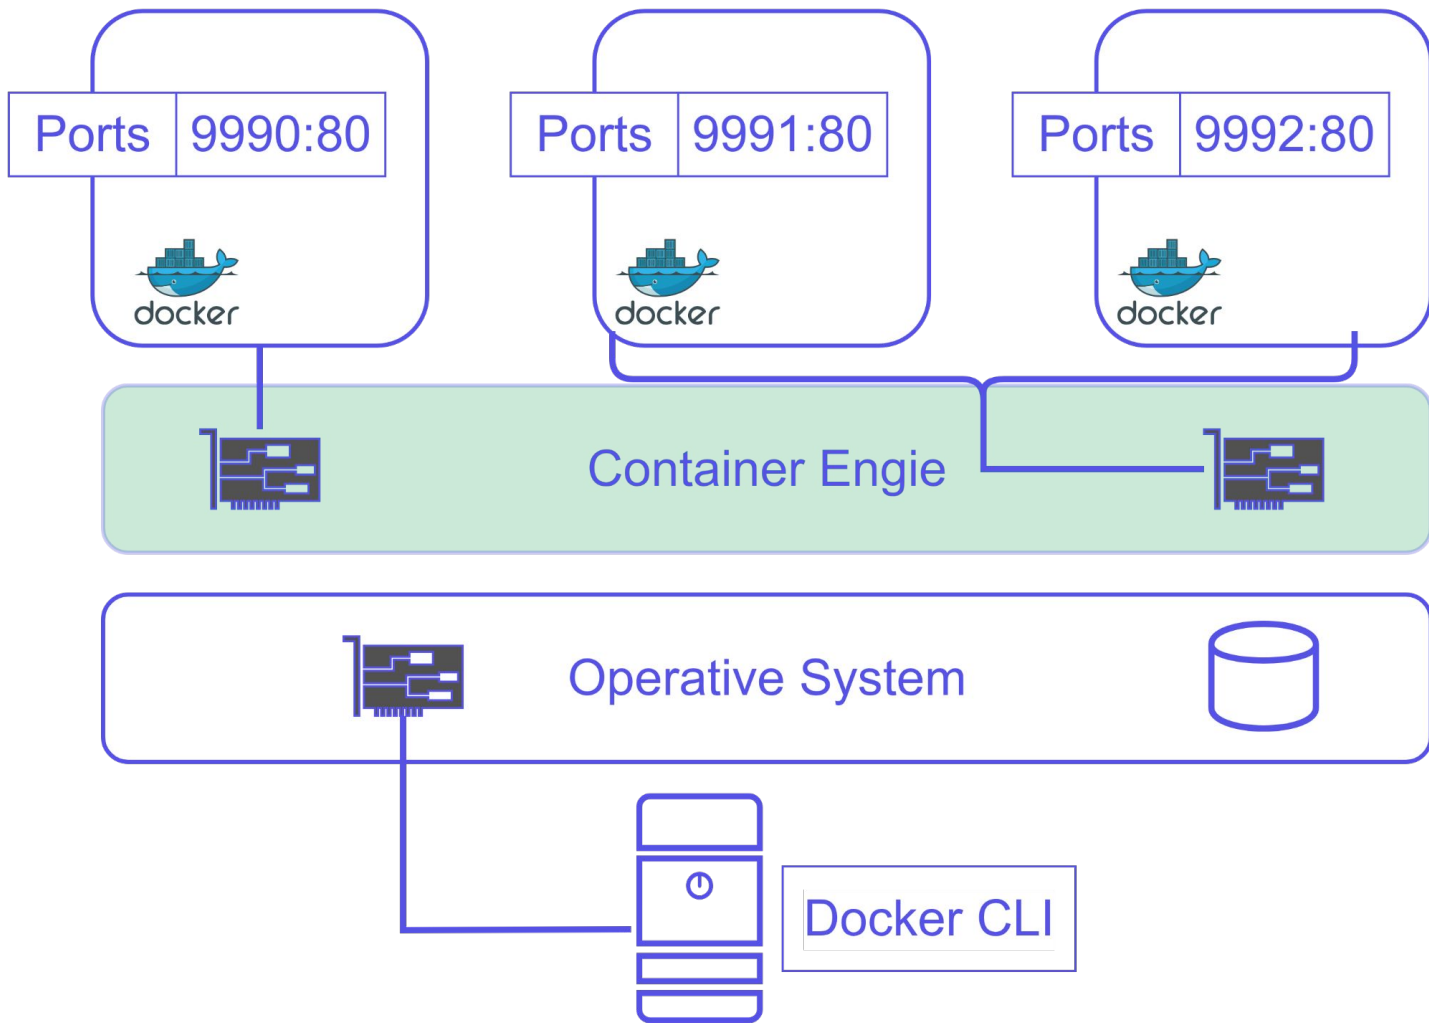 Ports 9990:80
Ports 9991:80
Ports 9992:80
docker
docker
docker
Container Engie
Operative System
Docker CLI